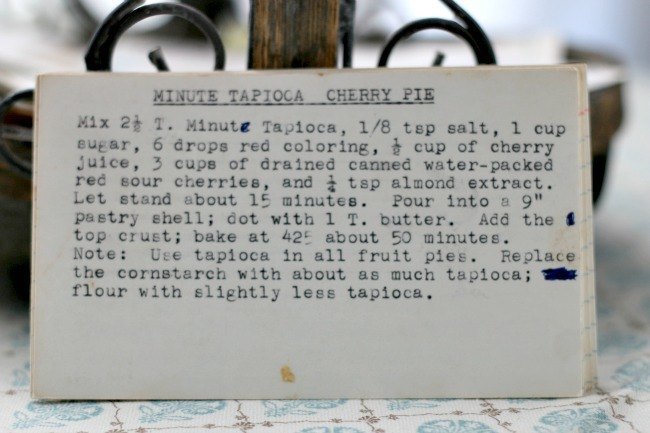 MINUTE TAPIOCA CHERRY PIE
Mix 2½ T. Minute Tapioca, 1/8 tsp salt, 1 cup
sugar, 6 drops red coloring, ½ cup of cherry
juice, 3 cups of drained canned water-packed
red sour cherries, and ¼ tsp almond extract.
Let stand about 15 minutes. Pour into a 9"
pastry shell; dot with 1 T. butter. Add the
top crust; bake at 425 about 50 minutes.
Note: Use tapioca in all fruit pies. Replace
the cornstarch with about as much tapioca;
flour with slightly less tapioca.